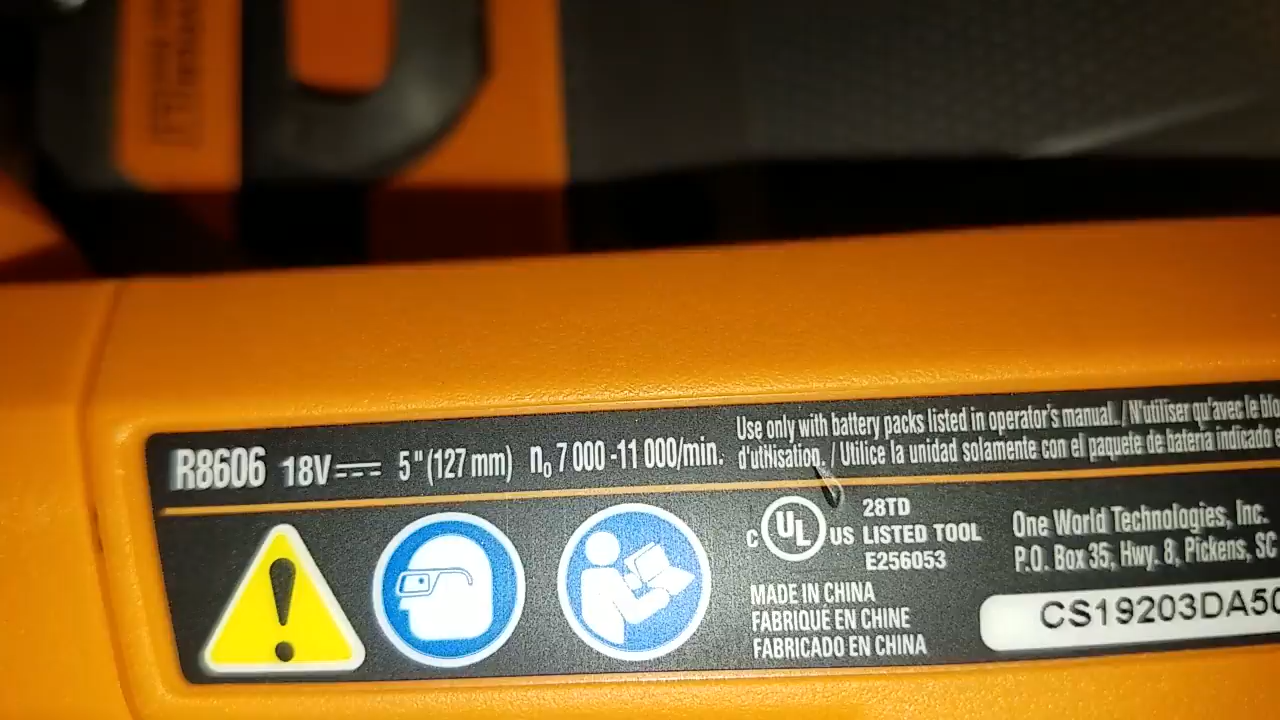 R8606 18V 5" (127 mm) n₀ 7 000 -11 000/min.
Use only with battery packs listed in operator's manual. / N'utiliser qu'avec le blo
d'utilisation. / Utilice la unidad solamente con el paquete de batería indicado
C UL US
28TD
LISTED TOOL
E256053
MADE IN CHINA
FABRIQUÉ EN CHINE
FABRICADO EN CHINA
One World Technologies, Inc.
P.O. Box 35, Hwy. 8, Pickens, SC
CS19203DA50